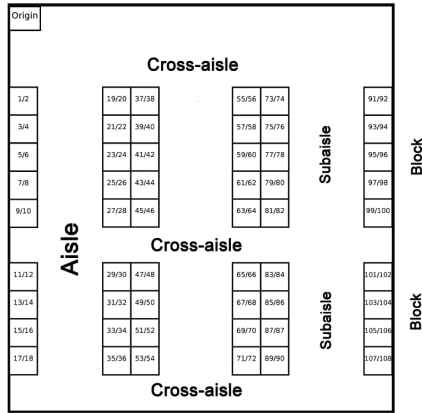 Origin
Cross-aisle
1/2 19/20 37/38 55/56 73/74 91/92
3/4 21/22 39/40 57/58 75/76 93/94
5/6 23/24 41/42 59/60 77/78 95/96
7/8 25/26 43/44 61/62 79/80 97/98
9/10 27/28 45/46 63/64 81/82 99/100
Subaisle
Block
Aisle
Cross-aisle
11/12 29/30 47/48 65/66 83/84 101/102
13/14 31/32 49/50 67/68 85/86 103/104
15/16 33/34 51/52 69/70 87/87 105/106
17/18 35/36 53/54 71/72 89/90 107/108
Subaisle
Block
Cross-aisle